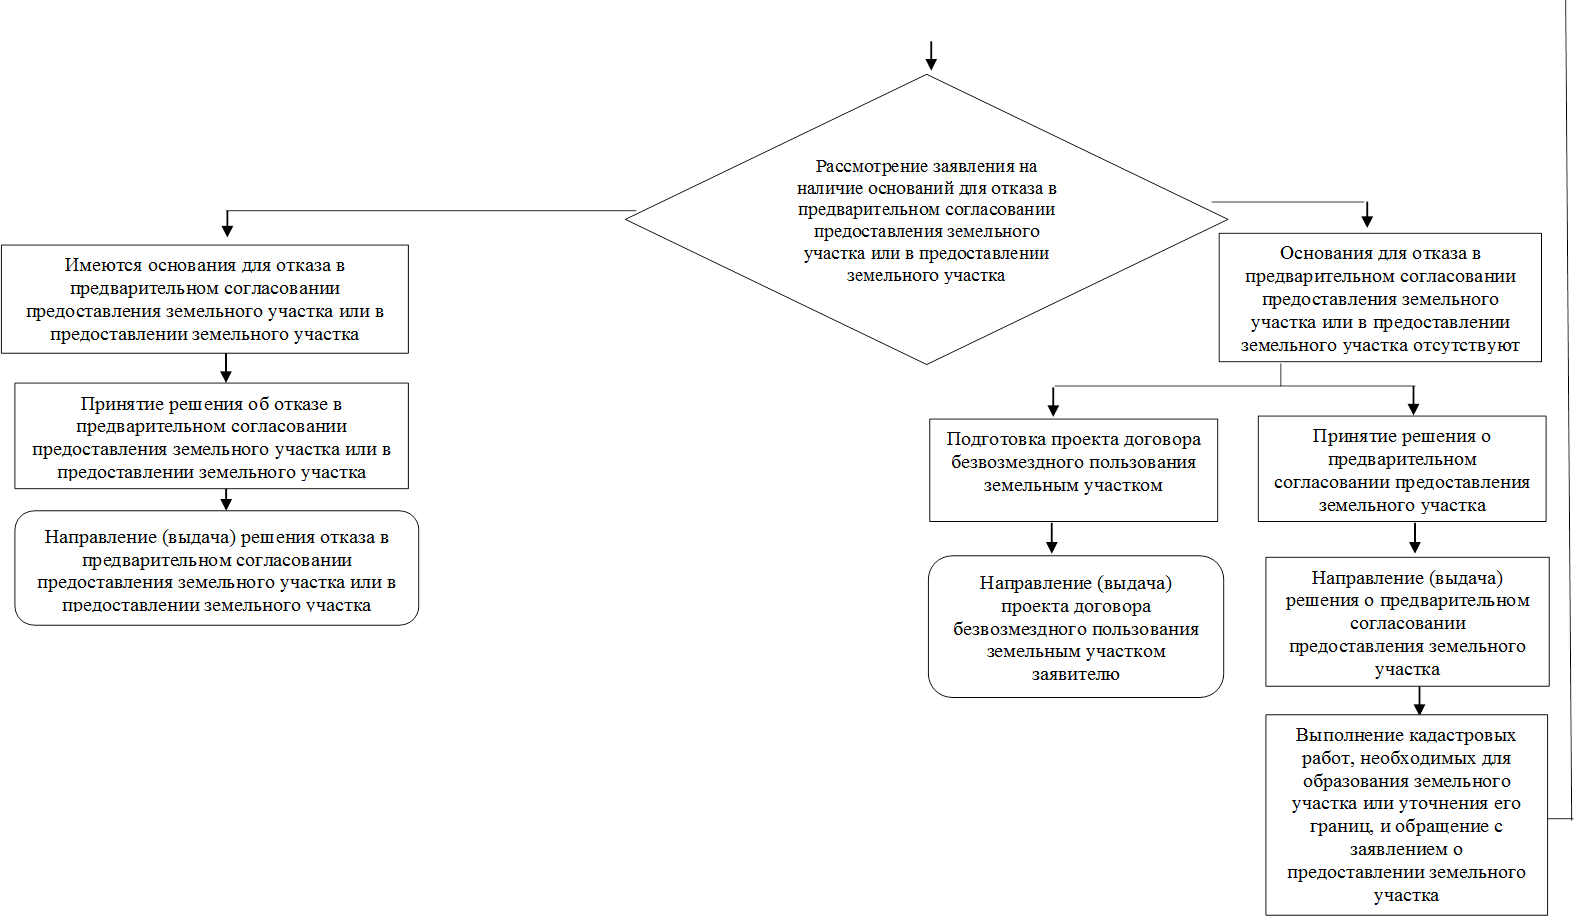 Рассмотрение заявления на
наличие оснований для отказа в
предварительном согласовании
предоставления земельного
участка или в предоставлении
земельного участка
Имеются основания для отказа в
предварительном согласовании
предоставления земельного участка или в
предоставлении земельного участка
Основания для отказа в
предварительном согласовании
предоставления земельного
участка или в предоставлении
земельного участка отсутствуют
Принятие решения об отказе в
предварительном согласовании
предоставления земельного участка или в
предоставлении земельного участка
Направление (выдача) решения отказа в
предварительном согласовании
предоставления земельного участка или в
предоставлении земельного участка
Подготовка проекта договора
безвозмездного пользования
земельным участком
Направление (выдача)
проекта договора
безвозмездного пользования
земельным участком
заявителю
Принятие решения о
предварительном
согласовании предоставления
земельного участка
Направление (выдача)
решения о предварительном
согласовании
предоставления земельного
участка
Выполнение кадастровых
работ, необходимых для
образования земельного
участка или уточнения его
границ, и обращение с
заявлением о
предоставлении земельного
участка